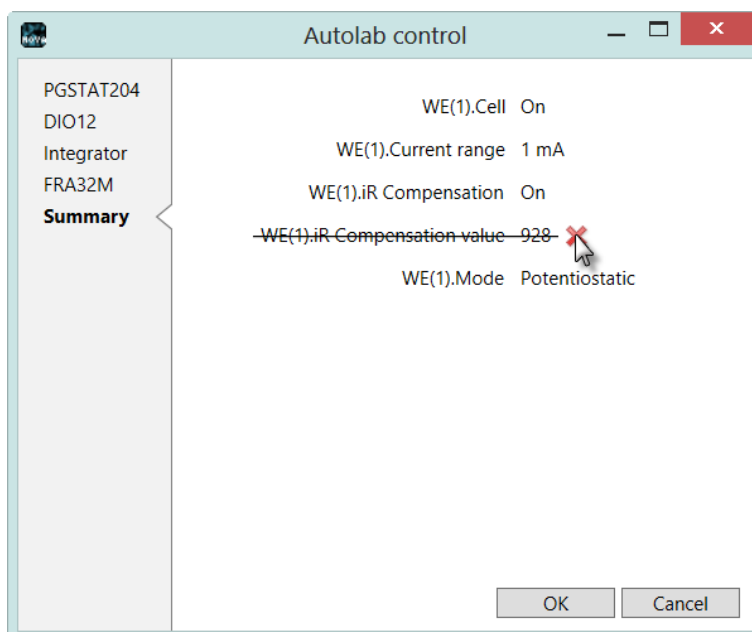 Autolab control
PGSTAT204
DIO12
Integrator
FRA32M
Summary
WE(1).Cell On
WE(1).Current range 1 mA
WE(1).iR Compensation On
WE(1).iR Compensation value 928
WE(1).Mode Potentiostatic
OK Cancel